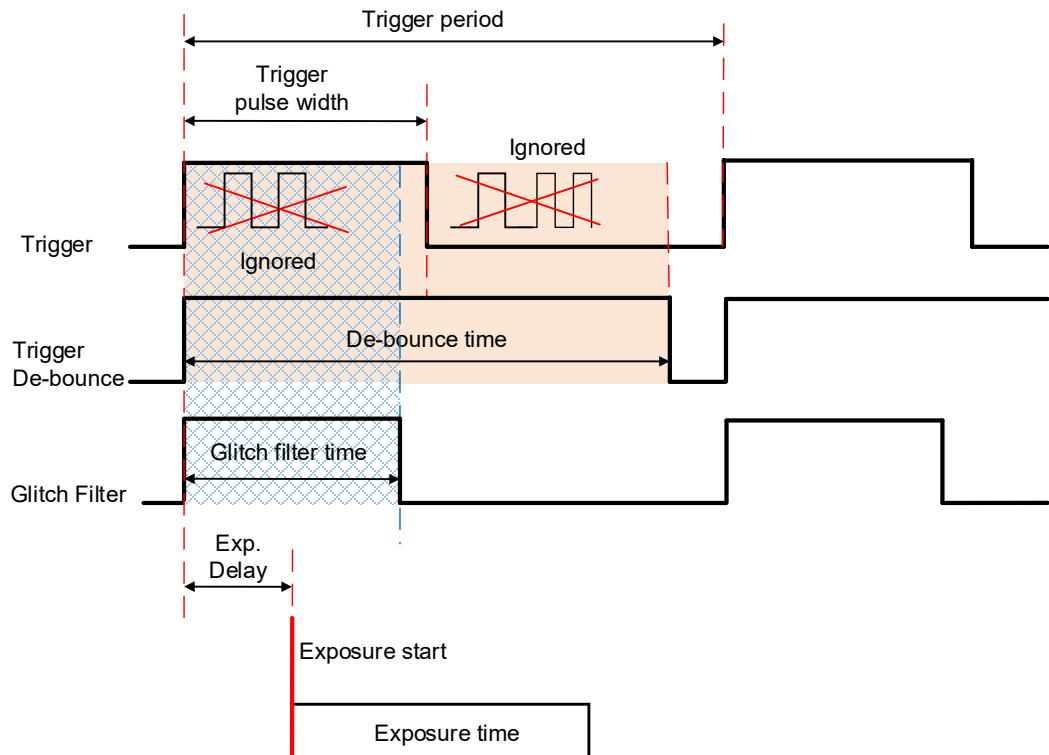 Trigger period
Trigger
pulse width
Ignored
Trigger
Ignored
De-bounce time
Trigger
De-bounce
Glitch filter time
Glitch Filter
Exp.
Delay
Exposure start
Exposure time